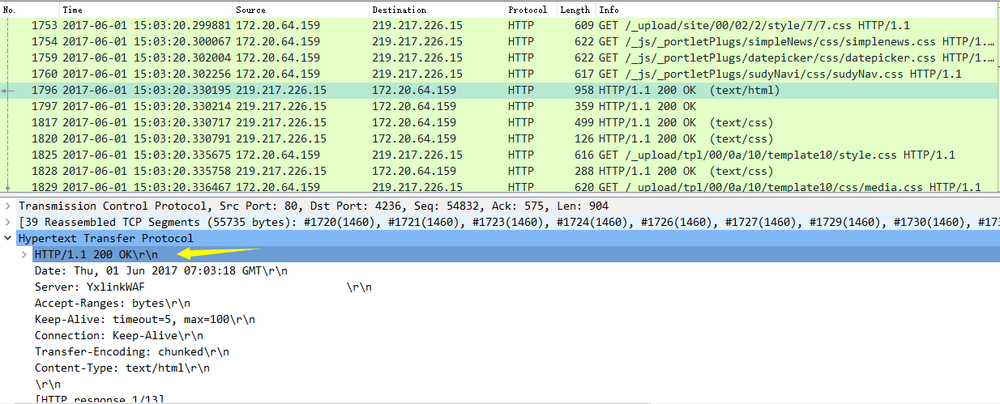 No. Time Source Destination Protocol Length Info
1753 2017-06-01 15:03:20.299881 172.20.64.159 219.217.226.15 HTTP 609 GET /_upload/site/00/02/2/style/7/7.css HTTP/1.1
1754 2017-06-01 15:03:20.300067 172.20.64.159 219.217.226.15 HTTP 622 GET /_js/_portletPlugs/simpleNews/css/simplenews.css HTTP/1.…
1759 2017-06-01 15:03:20.302004 172.20.64.159 219.217.226.15 HTTP 622 GET /_js/_portletPlugs/datepicker/css/datepicker.css HTTP/1.…
1760 2017-06-01 15:03:20.302256 172.20.64.159 219.217.226.15 HTTP 617 GET /_js/_portletPlugs/sudyNavi/css/sudyNav.css HTTP/1.1
1796 2017-06-01 15:03:20.330195 219.217.226.15 172.20.64.159 HTTP 958 HTTP/1.1 200 OK (text/html)
1797 2017-06-01 15:03:20.330214 219.217.226.15 172.20.64.159 HTTP 359 HTTP/1.1 200 OK
1817 2017-06-01 15:03:20.330717 219.217.226.15 172.20.64.159 HTTP 499 HTTP/1.1 200 OK (text/css)
1820 2017-06-01 15:03:20.330791 219.217.226.15 172.20.64.159 HTTP 126 HTTP/1.1 200 OK (text/css)
1825 2017-06-01 15:03:20.335675 172.20.64.159 219.217.226.15 HTTP 616 GET /_upload/tpl/00/0a/10/template10/style.css HTTP/1.1
1828 2017-06-01 15:03:20.335758 219.217.226.15 172.20.64.159 HTTP 288 HTTP/1.1 200 OK (text/css)
1829 2017-06-01 15:03:20.336467 172.20.64.159 219.217.226.15 HTTP 620 GET /_upload/tpl/00/0a/10/template10/css/media.css HTTP/1.1
Transmission Control Protocol, Src Port: 80, Dst Port: 4236, Seq: 54832, Ack: 575, Len: 904
[39 Reassembled TCP Segments (55735 bytes): #1720(1460), #1721(1460), #1723(1460), #1724(1460), #1726(1460), #1727(1460), #1729(1460), #1730(1460), #173
Hypertext Transfer Protocol
HTTP/1.1 200 OK\r\n
Date: Thu, 01 Jun 2017 07:03:18 GMT\r\n
Server: YxlinkWAF \r\n
Accept-Ranges: bytes\r\n
Keep-Alive: timeout=5, max=100\r\n
Connection: Keep-Alive\r\n
Transfer-Encoding: chunked\r\n
Content-Type: text/html\r\n
\r\n
[HTTP response 1/13]